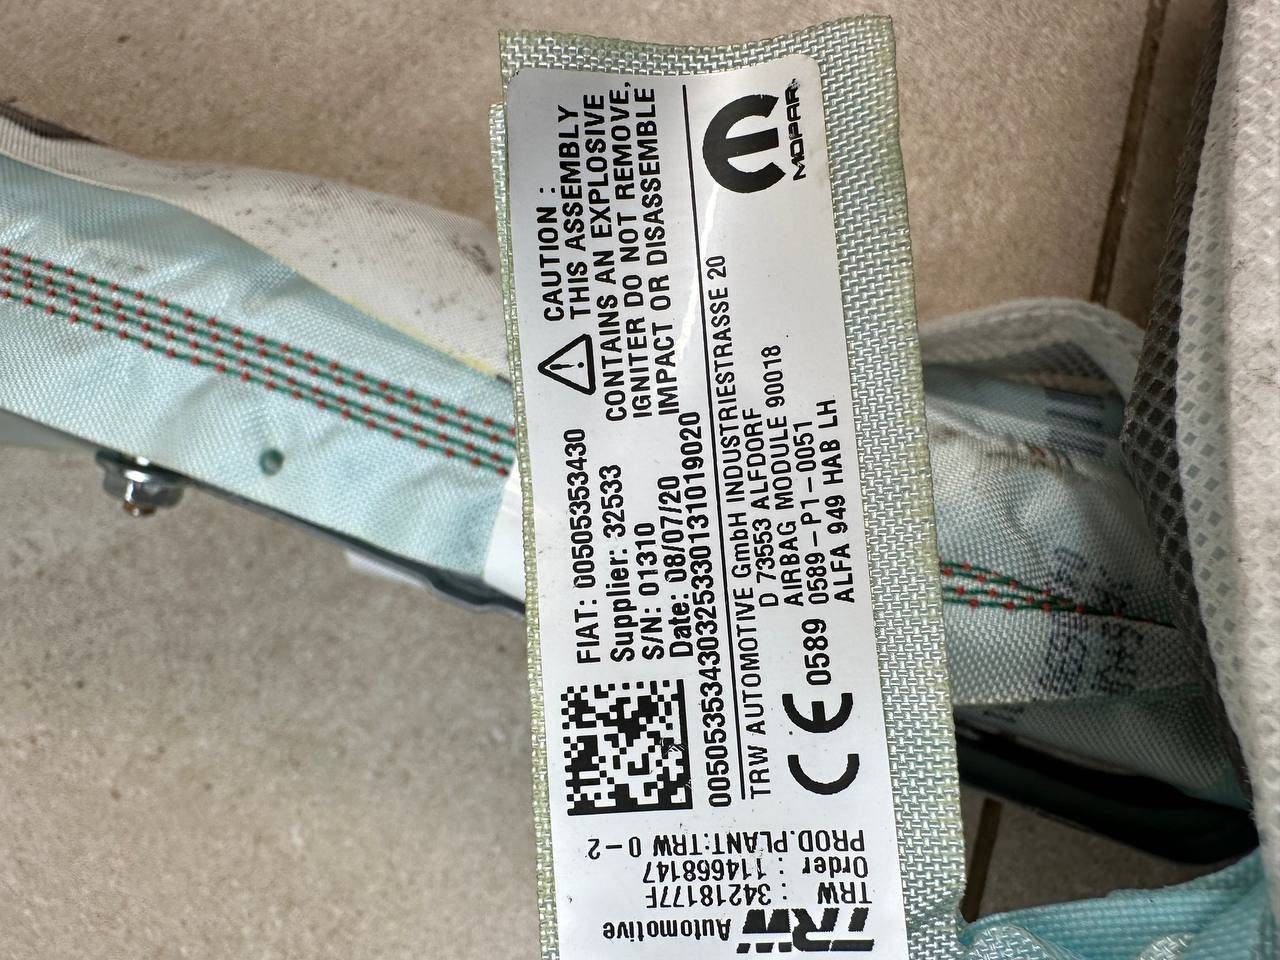 CAUTION :
THIS ASSEMBLY
CONTAINS AN EXPLOSIVE
IGNITER DO NOT REMOVE,
IMPACT OR DISASSEMBLE
MOPAR
FIAT: 00505353430
Supplier: 32533
S/N: 01310
Date: 08/07/20
00505353430325330131019020
TRW AUTOMOTIVE GmbH INDUSTRIESTRASSE 20
D 73553 ALFDORF
AIRBAG MODULE 90018
0589 0589-P1-0051
ALFA 949 HAB LH
CE
TRW Automotive
TRW : 34218177F
Order : 114668147
PROD.PLANT:TRW 0-2